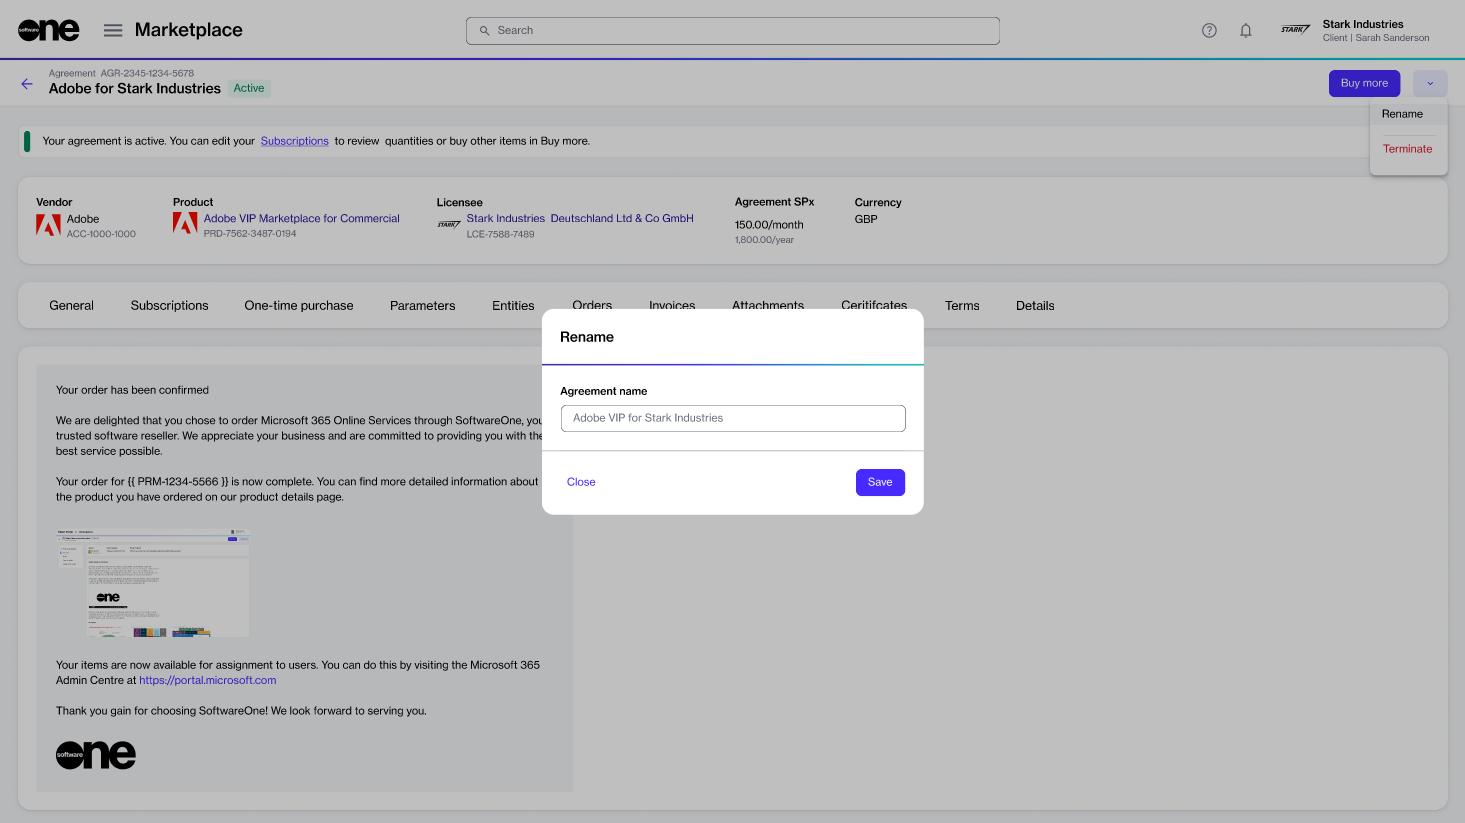 software one
Marketplace
Search
STARK
Stark Industries
Client | Sarah Sanderson
Agreement AGR-2345-1234-5678
Adobe for Stark Industries
Active
Buy more
Rename
Terminate
Your agreement is active. You can edit your Subscriptions to review quantities or buy other items in Buy more.
Vendor
Adobe
ACC-1000-1000
Product
Adobe VIP Marketplace for Commercial
PRD-7562-3487-0194
Licensee
STARK
Stark Industries Deutschland Ltd & Co GmbH
LCE-7588-7489
Agreement SPx
150.00/month
1,800.00/year
Currency
GBP
General Subscriptions One-time purchase Parameters Entities Orders Invoices Attachments Ceritifcates Terms Details
Rename
Agreement name
Adobe VIP for Stark Industries
Close
Save
Your order has been confirmed
We are delighted that you chose to order Microsoft 365 Online Services through SoftwareOne, you
trusted software reseller. We appreciate your business and are committed to providing you with the
best service possible.
Your order for {{ PRM-1234-5566 }} is now complete. You can find more detailed information about
the product you have ordered on our product details page.
one
Your items are now available for assignment to users. You can do this by visiting the Microsoft 365
Admin Centre at https://portal.microsoft.com
Thank you gain for choosing SoftwareOne! We look forward to serving you.
software one